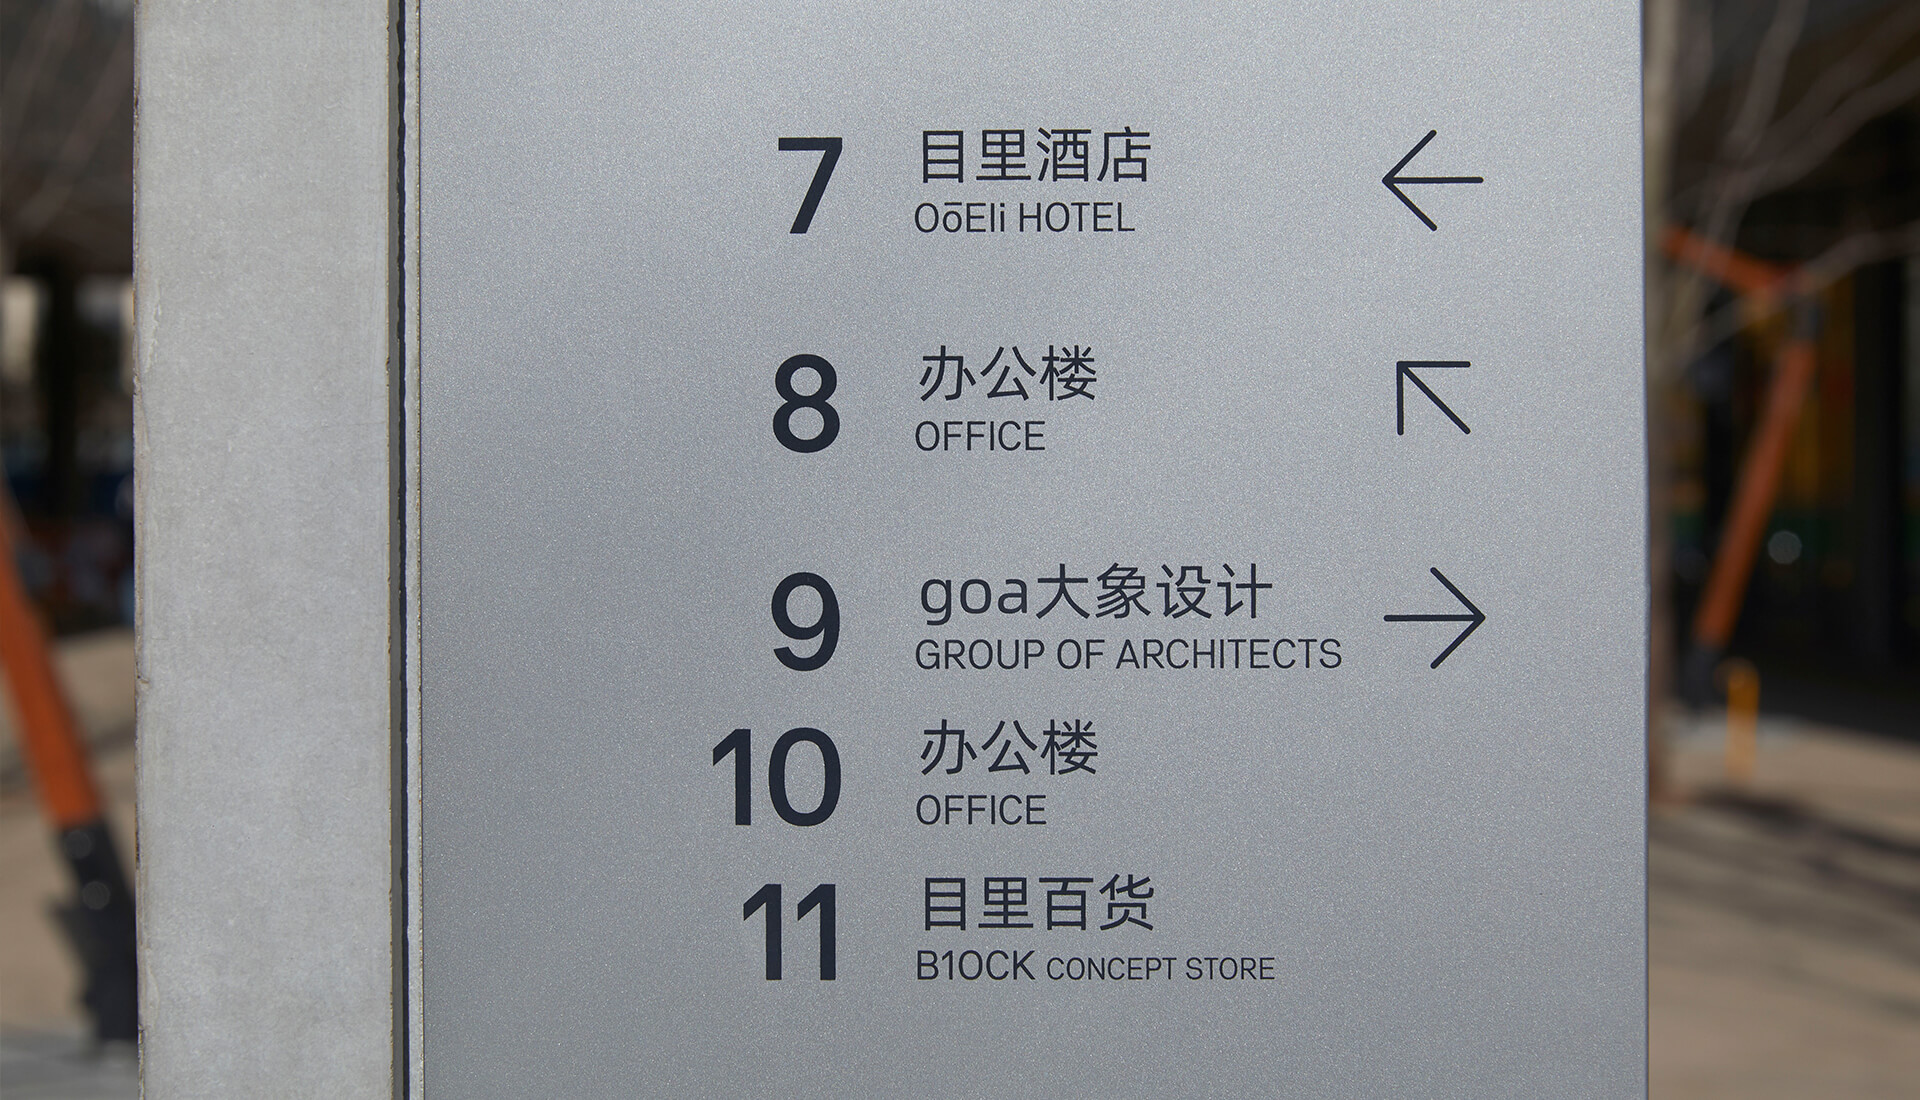 7 目里酒店
OōEli HOTEL
8 办公楼
OFFICE
9 goa大象设计
GROUP OF ARCHITECTS
10 办公楼
OFFICE
11 目里百货
B1OCK CONCEPT STORE